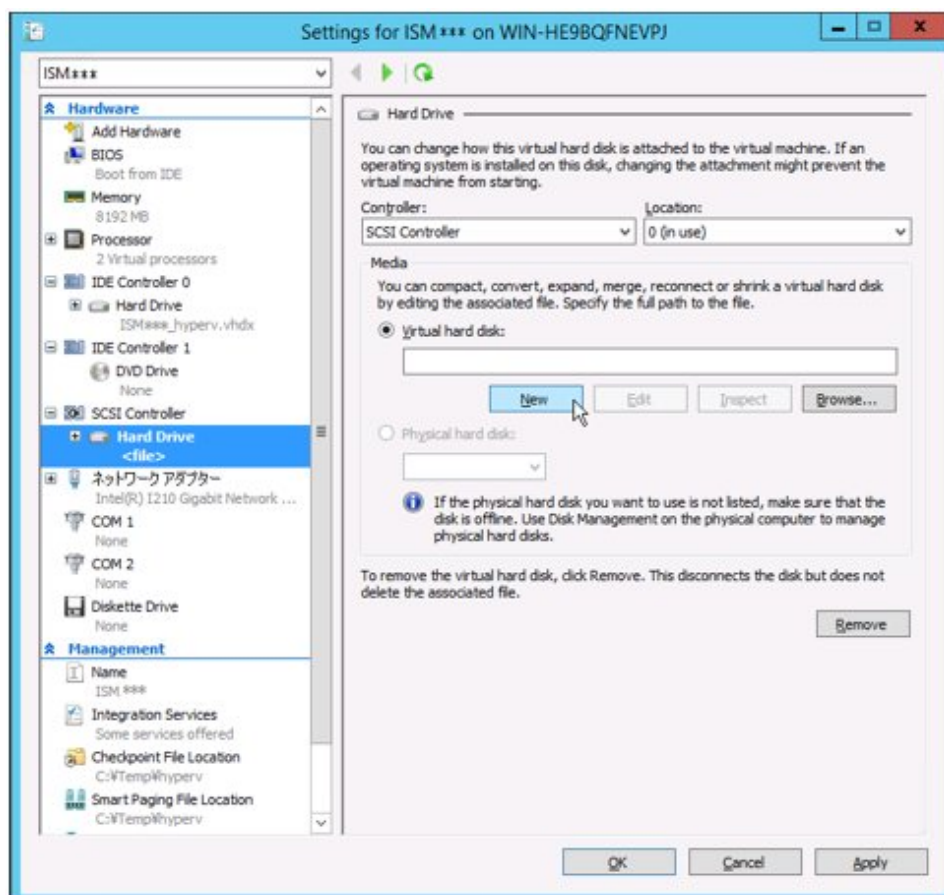 Settings for ISM *** on WIN-HE9BQFNEVPJ
ISM***
Hardware
Add Hardware
BIOS
Boot from IDE
Memory
8192 MB
Processor
2 Virtual processors
IDE Controller 0
Hard Drive
ISM***_hyperv.vhdx
IDE Controller 1
DVD Drive
None
SCSI Controller
Hard Drive
<file>
ネットワーク アダプター
Intel(R) I210 Gigabit Network ...
COM 1
None
COM 2
None
Diskette Drive
None
Management
Name
ISM ***
Integration Services
Some services offered
Checkpoint File Location
C:¥Temp¥hyperv
Smart Paging File Location
C:¥Temp¥hyperv
Hard Drive
You can change how this virtual hard disk is attached to the virtual machine. If an
operating system is installed on this disk, changing the attachment might prevent the
virtual machine from starting.
Controller:
Location:
SCSI Controller
0 (in use)
Media
You can compact, convert, expand, merge, reconnect or shrink a virtual hard disk
by editing the associated file. Specify the full path to the file.
Virtual hard disk:
New
Edit
Inspect
Browse...
Physical hard disk:
If the physical hard disk you want to use is not listed, make sure that the
disk is offline. Use Disk Management on the physical computer to manage
physical hard disks.
To remove the virtual hard disk, click Remove. This disconnects the disk but does not
delete the associated file.
Remove
OK
Cancel
Apply